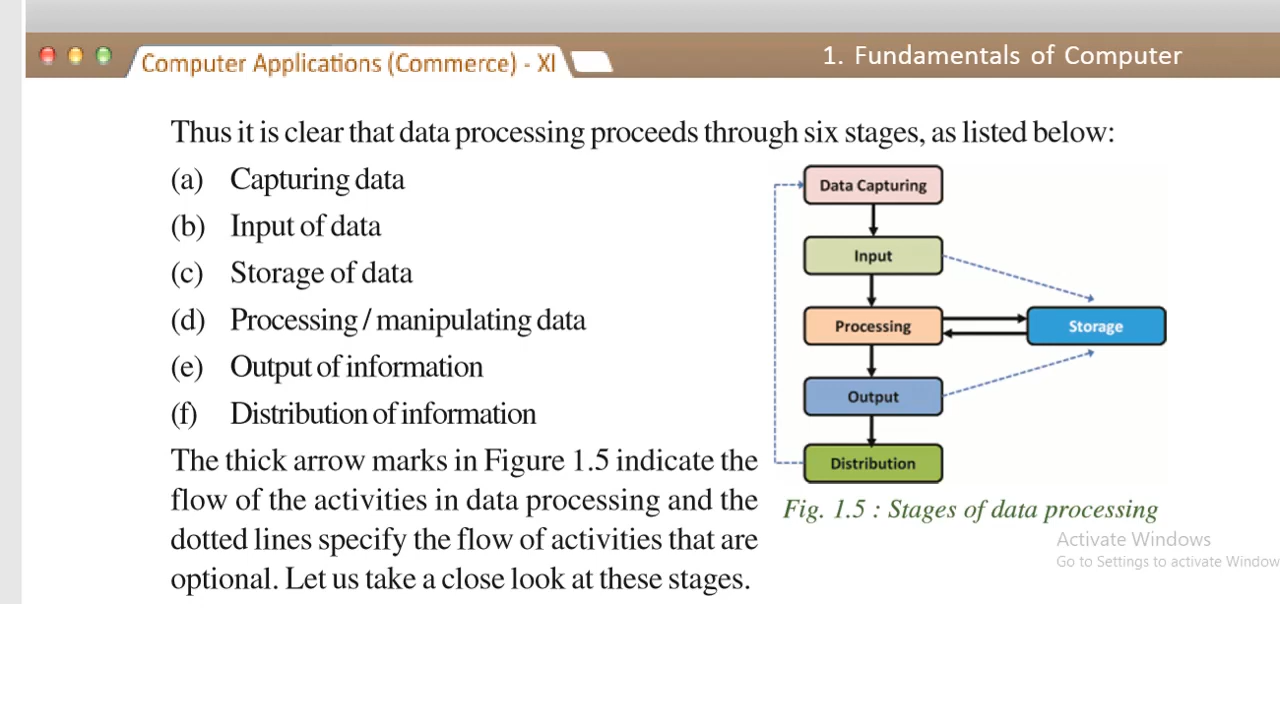 Computer Applications (Commerce) - XI
1. Fundamentals of Computer
Thus it is clear that data processing proceeds through six stages, as listed below:
(a) Capturing data
(b) Input of data
(c) Storage of data
(d) Processing / manipulating data
(e) Output of information
(f) Distribution of information
The thick arrow marks in Figure 1.5 indicate the
flow of the activities in data processing and the
dotted lines specify the flow of activities that are
optional. Let us take a close look at these stages.
Data Capturing
Input
Processing
Storage
Output
Distribution
Fig. 1.5 : Stages of data processing
Activate Windows
Go to Settings to activate Window